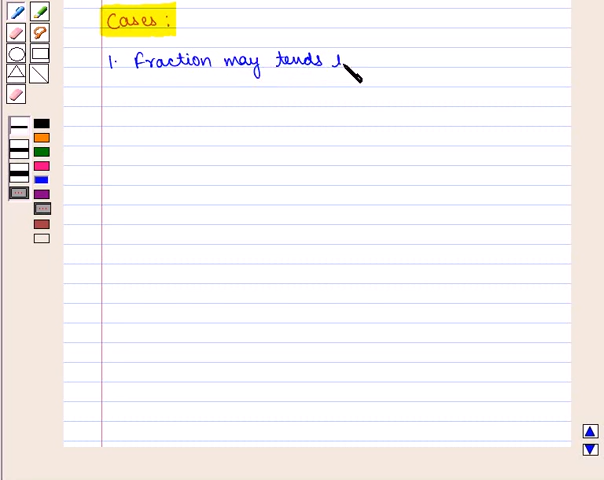 Cases :
1. Fraction may tends